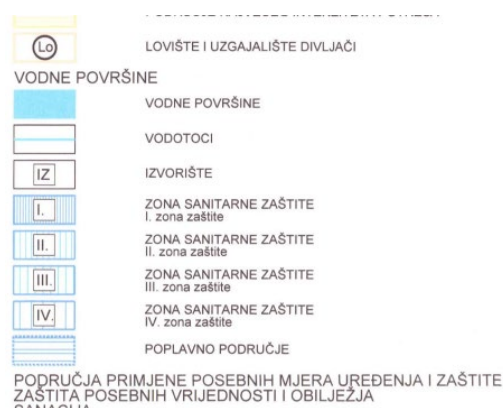 Lo LOVIŠTE I UZGAJALIŠTE DIVLJAČI
VODNE POVRŠINE
VODNE POVRŠINE
VODOTOCI
IZ IZVORIŠTE
I. ZONA SANITARNE ZAŠTITE
I. zona zaštite
II. ZONA SANITARNE ZAŠTITE
II. zona zaštite
III. ZONA SANITARNE ZAŠTITE
III. zona zaštite
IV. ZONA SANITARNE ZAŠTITE
IV. zona zaštite
POPLAVNO PODRUČJE
PODRUČJA PRIMJENE POSEBNIH MJERA UREĐENJA I ZAŠTITE
ZAŠTITA POSEBNIH VRIJEDNOSTI I OBILJEŽJA
SANACIJA